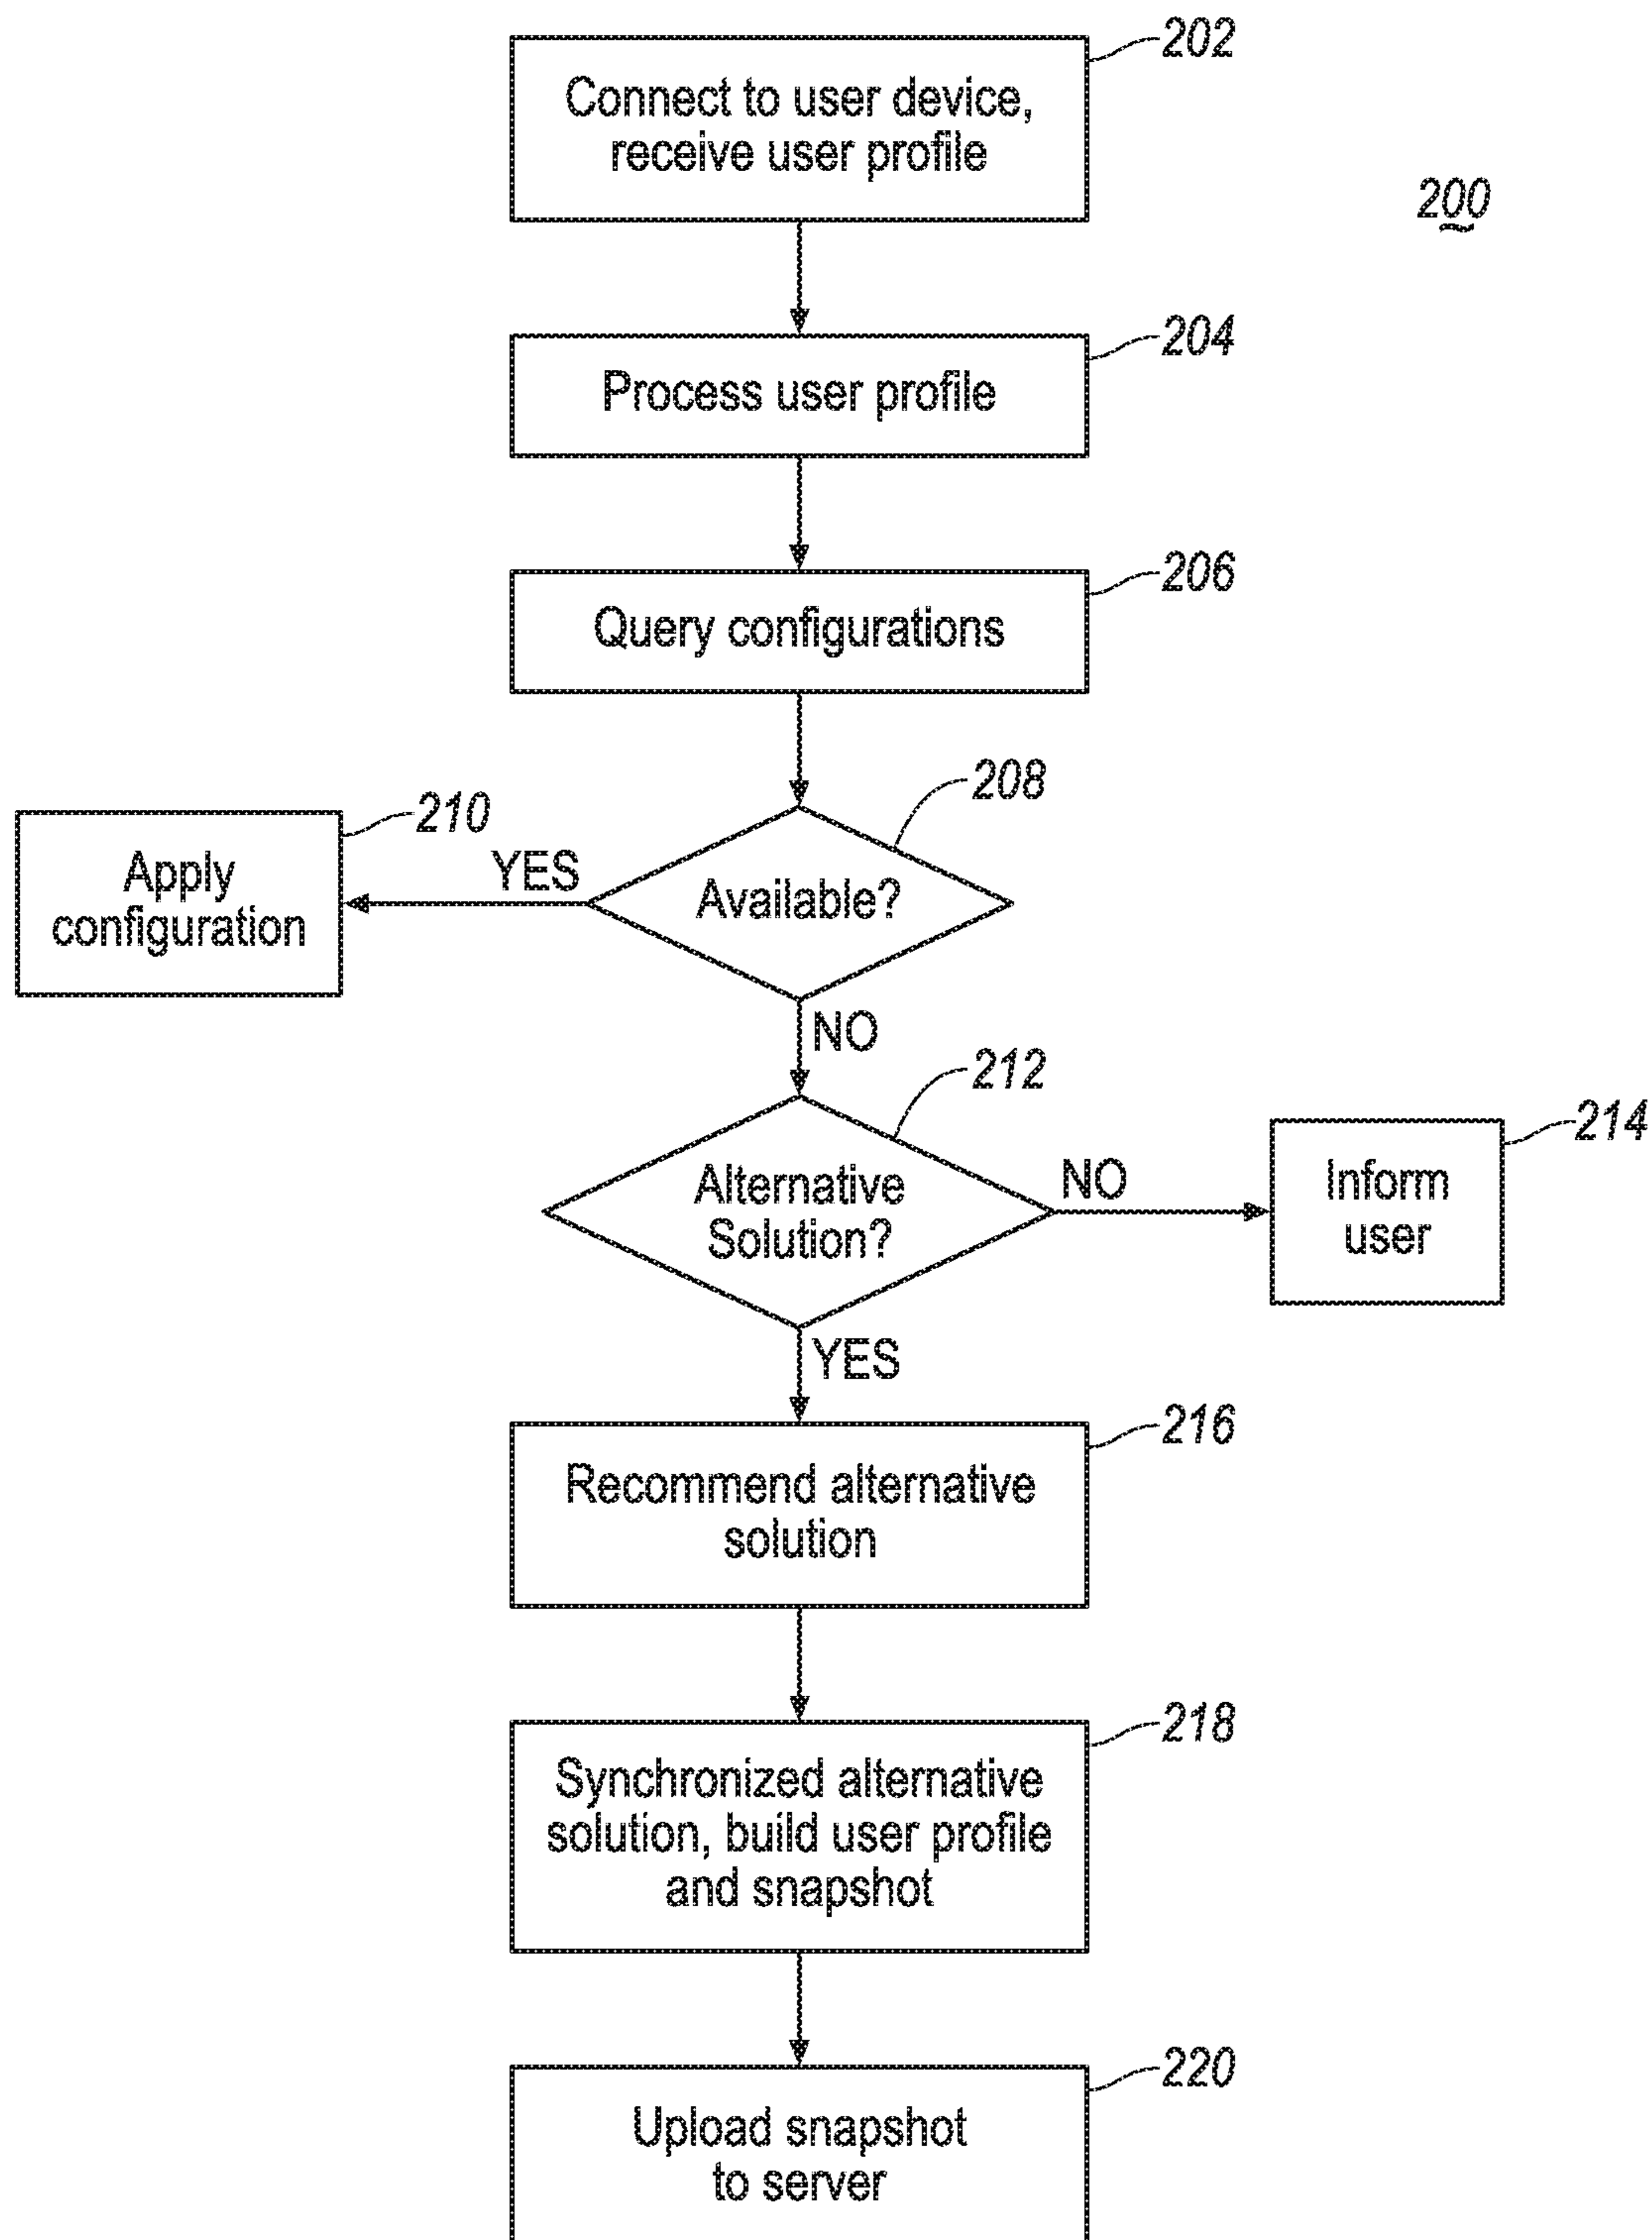 202
Connect to user device,
receive user profile
200
204
Process user profile
206
Query configurations
208
Available?
YES
210
Apply
configuration
NO
212
Alternative
Solution?
NO
214
Inform
user
YES
216
Recommend alternative
solution
218
Synchronized alternative
solution, build user profile
and snapshot
220
Upload snapshot
to server